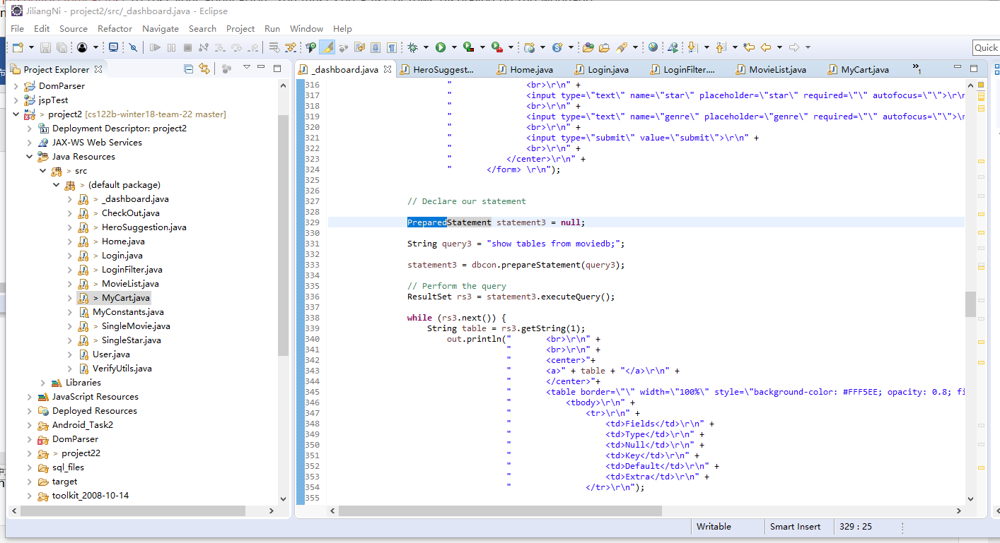 JiliangNi - project2/src/_dashboard.java - Eclipse
File Edit Source Refactor Navigate Search Project Run Window Help
Quick
Project Explorer
_dashboard.java HeroSuggest... Home.java Login.java LoginFilter.... MovieList.java MyCart.java »1
DomParser
jspTest
> project2 [cs122b-winter18-team-22 master]
Deployment Descriptor: project2
JAX-WS Web Services
Java Resources
> src
> (default package)
> _dashboard.java
> CheckOut.java
> HeroSuggestion.java
> Home.java
> Login.java
> LoginFilter.java
> MovieList.java
> MyCart.java
MyConstants.java
> SingleMovie.java
> SingleStar.java
User.java
VerifyUtils.java
Libraries
JavaScript Resources
Deployed Resources
Android_Task2
DomParser
> project22
sql_files
target
toolkit_2008-10-14
316 " <br>\r\n" +
317 " <input type=\"text\" name=\"star\" placeholder=\"star\" required=\"\" autofocus=\"\">\r\n
318 " <br>\r\n" +
319 " <input type=\"text\" name=\"genre\" placeholder=\"genre\" required=\"\" autofocus=\"\">\r
320 " <br>\r\n" +
321 " <input type=\"submit\" value=\"submit\">\r\n" +
322 " <br>\r\n" +
323 " </center>\r\n" +
324 " </form> \r\n");
325
326
327 // Declare our statement
328
329 PreparedStatement statement3 = null;
330
331 String query3 = "show tables from moviedb;";
332
333 statement3 = dbcon.prepareStatement(query3);
334
335 // Perform the query
336 ResultSet rs3 = statement3.executeQuery();
337
338 while (rs3.next()) {
339 String table = rs3.getString(1);
340 out.println(" <br>\r\n" +
341 " <br>\r\n" +
342 " <center>"+
343 " <a>" + table + "</a>\r\n" +
344 " </center>"+
345 " <table border=\"\" width=\"100%\" style=\"background-color: #FFF5EE; opacity: 0.8; fi
346 " <tbody>\r\n" +
347 " <tr>\r\n" +
348 " <td>Fields</td>\r\n" +
349 " <td>Type</td>\r\n" +
350 " <td>Null</td>\r\n" +
351 " <td>Key</td>\r\n" +
352 " <td>Default</td>\r\n" +
353 " <td>Extra</td>\r\n" +
354 " </tr>\r\n");
355
Writable Smart Insert 329 : 25